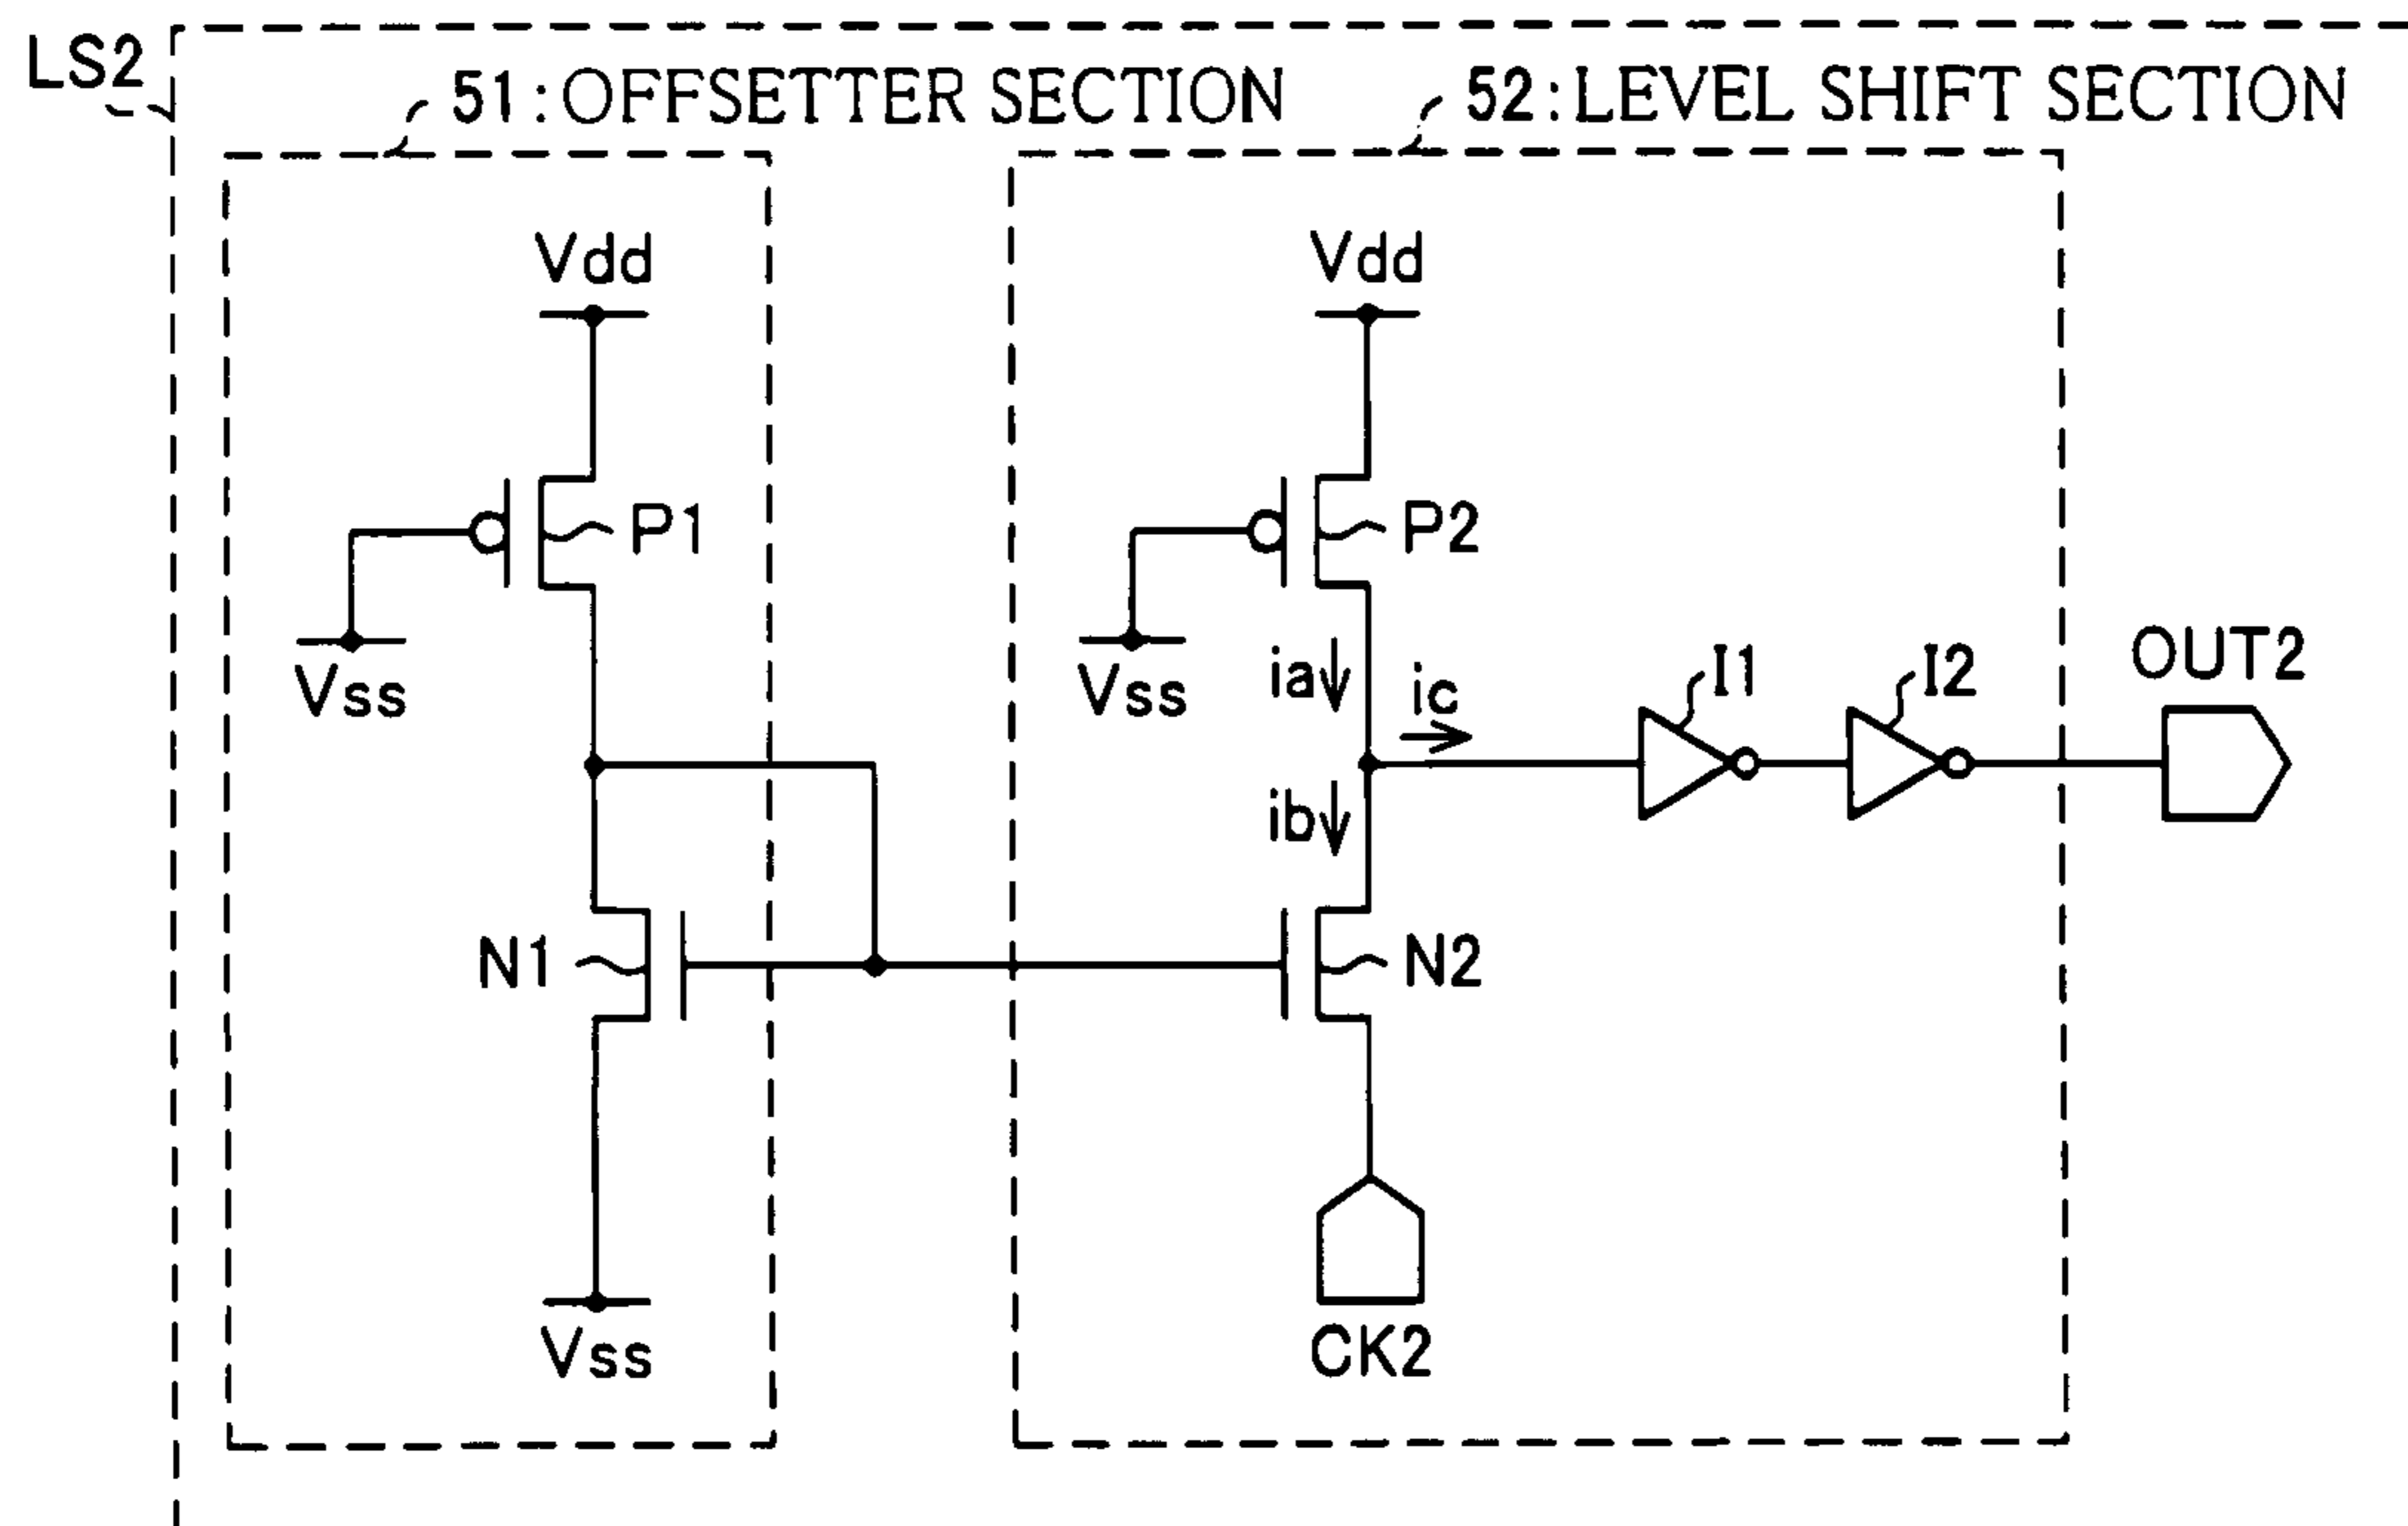 LS2
51:OFFSETTER SECTION
52:LEVEL SHIFT SECTION
Vdd
Vdd
P1
P2
Vss
Vss
ia
ic
I1
I2
OUT2
ib
N1
N2
Vss
CK2